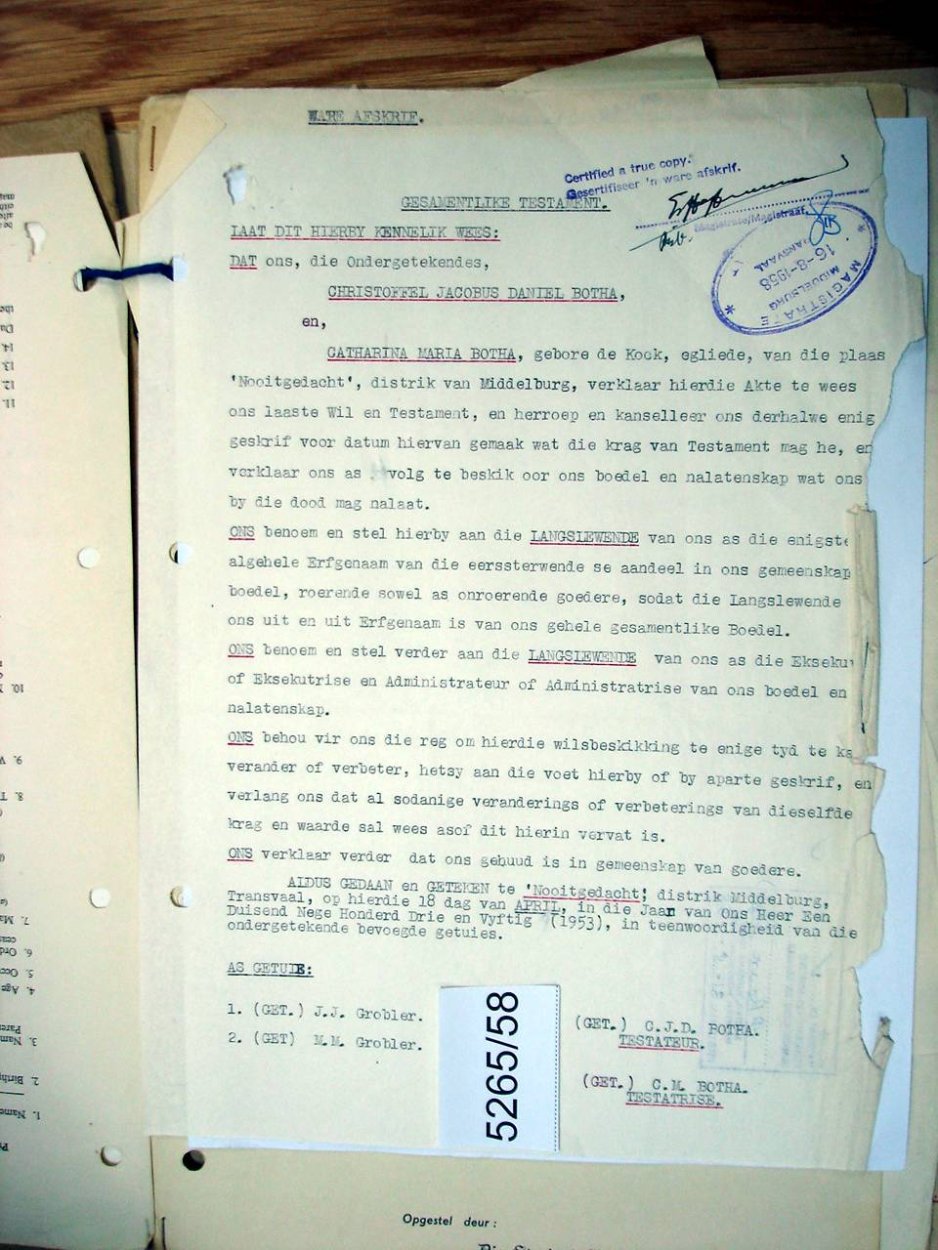 WARE AFSKRIF.
Certified a true copy.
Gesertifiseer 'n ware afskrif.
Magistrate/Magistraat,
MAGISTRATE
MIDDELBURG
16-8-1958
TRANSVAAL
GESAMENTLIKE TESTAMENT.
LAAT DIT HIERBY KENNELIK WEES:
DAT ons, die Ondergetekendes,
CHRISTOFFEL JACOBUS DANIEL BOTHA,
en,
CATHARINA MARIA BOTHA, gebore de Kock, egliede, van die plaas
'Nooitgedacht', distrik van Middelburg, verklaar hierdie Akte te wees
ons laaste Wil en Testament, en herroep en kanselleer ons derhalwe enig
geskrif voor datum hiervan gemaak wat die krag van Testament mag he, en
verklaar ons as volg te beskik oor ons boedel en nalatenskap wat ons
by die dood mag nalaat.
ONS benoem en stel hierby aan die LANGSLEWENDE van ons as die enigste
algehele Erfgenaam van die eerssterwende se aandeel in ons gemeenskap
boedel, roerende sowel as onroerende goedere, sodat die Langslewende
ons uit en uit Erfgenaam is van ons gehele gesamentlike Boedel.
ONS benoem en stel verder aan die LANGSLEWENDE van ons as die Ekseku
of Eksekutrise en Administrateur of Administratrise van ons boedel en
nalatenskap.
ONS behou vir ons die reg om hierdie wilsbeskikking te enige tyd te ka
verander of verbeter, hetsy aan die voet hierby of by aparte geskrif, en
verlang ons dat al sodanige veranderings of verbeterings van dieselfde
krag en waarde sal wees asof dit hierin vervat is.
ONS verklaar verder dat ons gehuud is in gemeenskap van goedere.
ALDUS GEDAAN en GETEKEN te 'Nooitgedacht', distrik Middelburg,
Transvaal, op hierdie 18 dag van APRIL, in die Jaar van Ons Heer Een
Duisend Nege Honderd Drie en Vyftig (1953), in teenwoordigheid van die
ondergetekende bevoegde getuies.
AS GETUIE:
1. (GET.) J.J. Grobler.
2. (GET) M.M. Grobler.
(GET.) C.J.D. BOTHA.
TESTATEUR.
(GET.) C.M. BOTHA.
TESTATRISE.
5265/58
Opgestel deur :